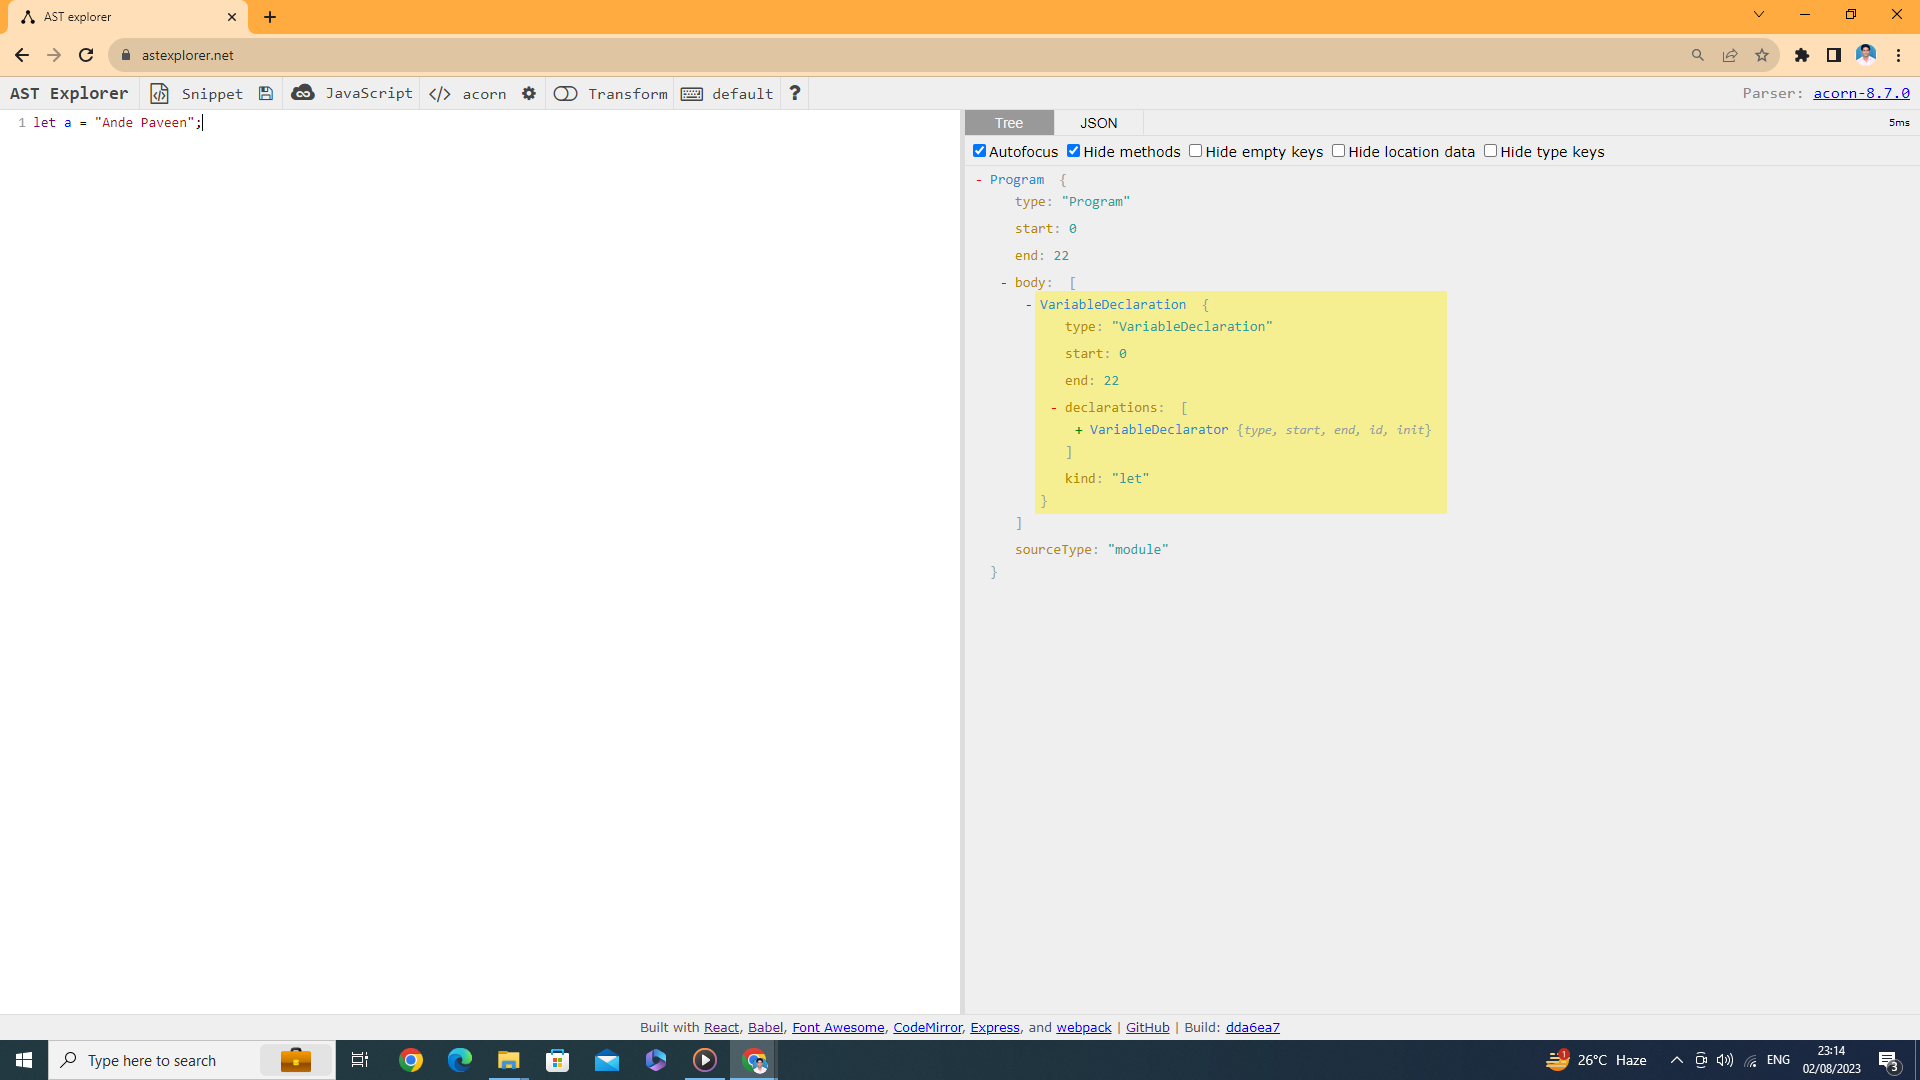 AST explorer
astexplorer.net
AST Explorer Snippet JavaScript </> acorn Transform default ? Parser: acorn-8.7.0
1 let a = "Ande Paveen";
Tree JSON 5ms
Autofocus Hide methods Hide empty keys Hide location data Hide type keys
- Program {
type: "Program"
start: 0
end: 22
- body: [
- VariableDeclaration {
type: "VariableDeclaration"
start: 0
end: 22
- declarations: [
+ VariableDeclarator {type, start, end, id, init}
]
kind: "let"
}
]
sourceType: "module"
}
Built with React, Babel, Font Awesome, CodeMirror, Express, and webpack | GitHub | Build: dda6ea7
Type here to search
1 26°C Haze ENG 23:14
02/08/2023 3